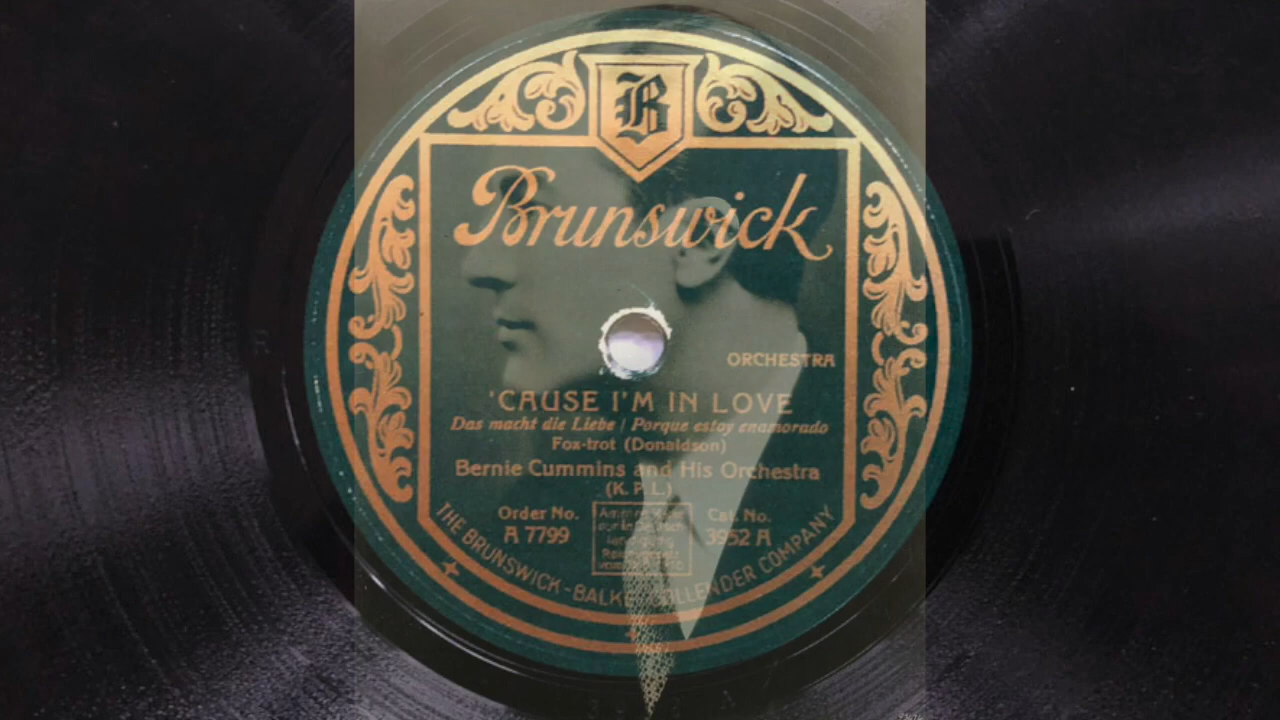 B
Brunswick
ORCHESTRA
'CAUSE I'M IN LOVE
Das macht die Liebe / Porque estoy enamorado
Fox-trot (Donaldson)
Bernie Cummins and His Orchestra
(K. P. L.)
Order No.
A 7799
Cat. No.
3952 A
THE BRUNSWICK-BALKE COLLENDER COMPANY